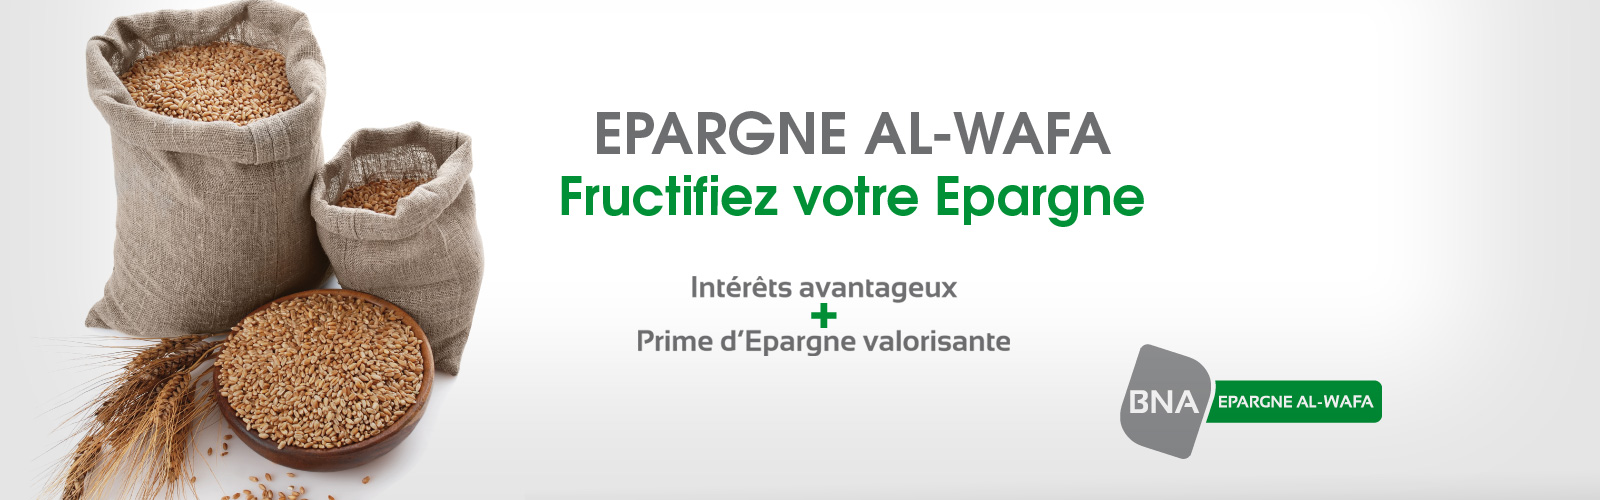 EPARGNE AL-WAFA
Fructifiez votre Epargne
Intérêts avantageux
+
Prime d'Epargne valorisante
BNA EPARGNE AL-WAFA